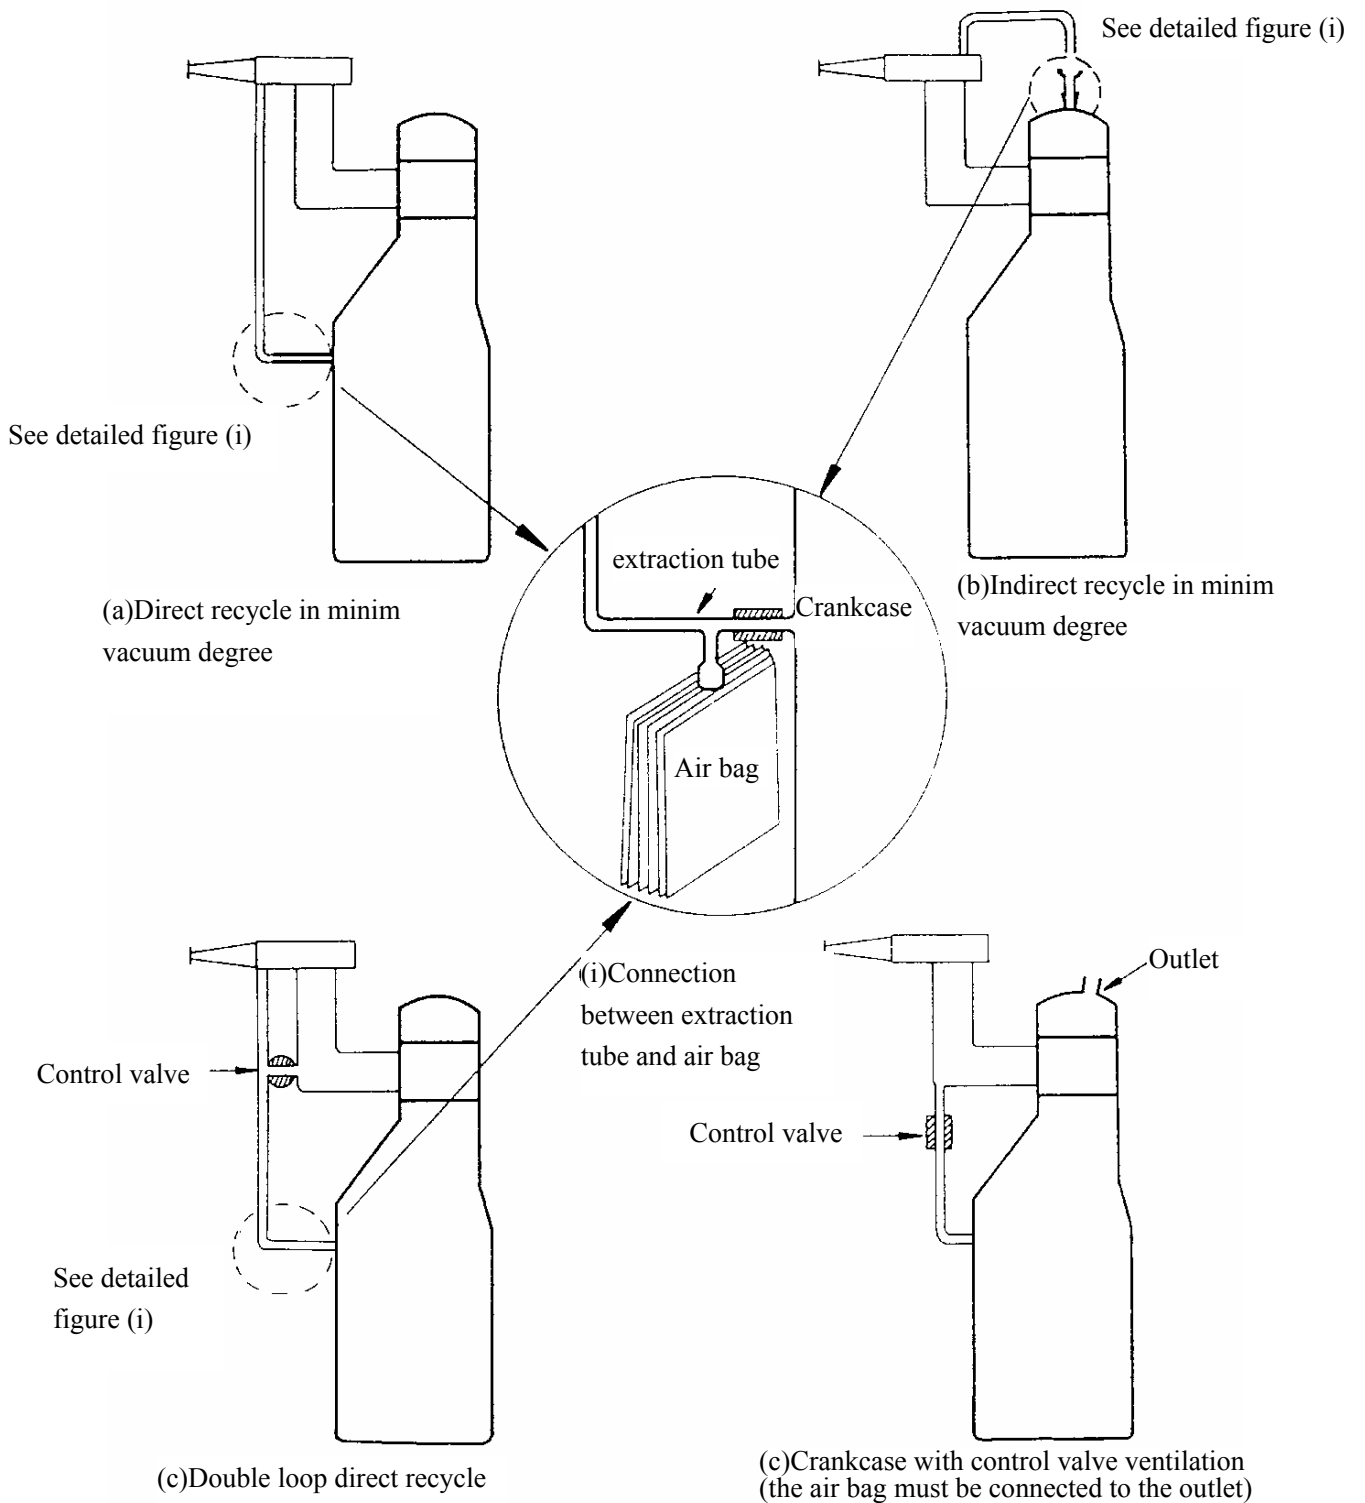 See detailed figure (i)
See detailed figure (i)
(a)Direct recycle in minim
vacuum degree
(b)Indirect recycle in minim
vacuum degree
extraction tube
Crankcase
Air bag
(i)Connection
between extraction
tube and air bag
Control valve
See detailed
figure (i)
(c)Double loop direct recycle
Outlet
Control valve
(c)Crankcase with control valve ventilation
(the air bag must be connected to the outlet)